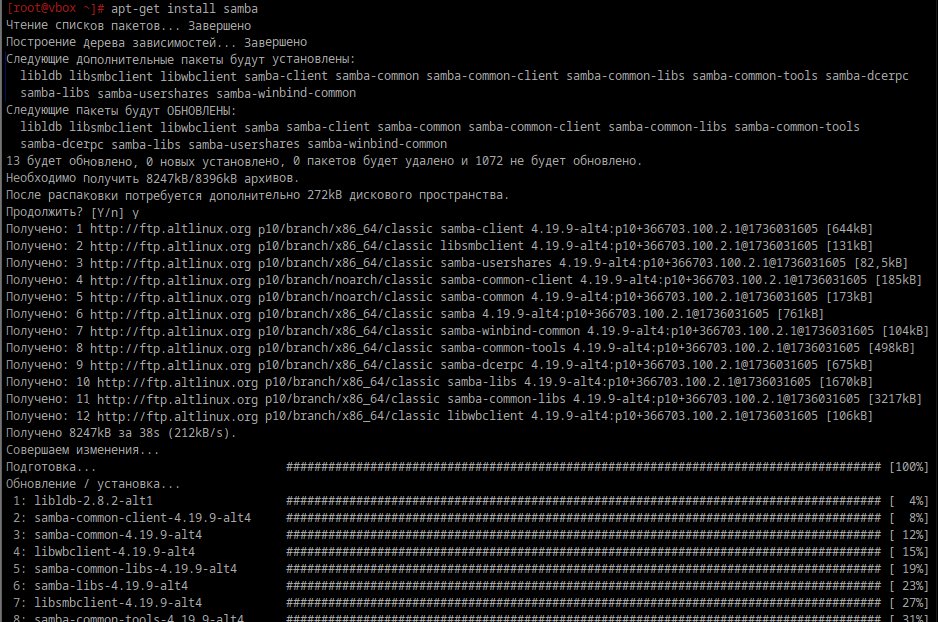 [root@vbox ~]# apt-get install samba
Чтение списков пакетов... Завершено
Построение дерева зависимостей... Завершено
Следующие дополнительные пакеты будут установлены:
libldb libsmbclient libwbclient samba-client samba-common samba-common-client samba-common-libs samba-common-tools samba-dcerpc
samba-libs samba-usershares samba-winbind-common
Следующие пакеты будут ОБНОВЛЕНЫ:
libldb libsmbclient libwbclient samba samba-client samba-common samba-common-client samba-common-libs samba-common-tools
samba-dcerpc samba-libs samba-usershares samba-winbind-common
13 будет обновлено, 0 новых установлено, 0 пакетов будет удалено и 1072 не будет обновлено.
Необходимо получить 8247kB/8396kB архивов.
После распаковки потребуется дополнительно 272kB дискового пространства.
Продолжить? [Y/n] y
Получено: 1 http://ftp.altlinux.org p10/branch/x86_64/classic samba-client 4.19.9-alt4:p10+366703.100.2.1@1736031605 [644kB]
Получено: 2 http://ftp.altlinux.org p10/branch/x86_64/classic libsmbclient 4.19.9-alt4:p10+366703.100.2.1@1736031605 [131kB]
Получено: 3 http://ftp.altlinux.org p10/branch/x86_64/classic samba-usershares 4.19.9-alt4:p10+366703.100.2.1@1736031605 [82,5kB]
Получено: 4 http://ftp.altlinux.org p10/branch/noarch/classic samba-common-client 4.19.9-alt4:p10+366703.100.2.1@1736031605 [185kB]
Получено: 5 http://ftp.altlinux.org p10/branch/noarch/classic samba-common 4.19.9-alt4:p10+366703.100.2.1@1736031605 [173kB]
Получено: 6 http://ftp.altlinux.org p10/branch/x86_64/classic samba 4.19.9-alt4:p10+366703.100.2.1@1736031605 [761kB]
Получено: 7 http://ftp.altlinux.org p10/branch/x86_64/classic samba-winbind-common 4.19.9-alt4:p10+366703.100.2.1@1736031605 [104kB]
Получено: 8 http://ftp.altlinux.org p10/branch/x86_64/classic samba-common-tools 4.19.9-alt4:p10+366703.100.2.1@1736031605 [498kB]
Получено: 9 http://ftp.altlinux.org p10/branch/x86_64/classic samba-dcerpc 4.19.9-alt4:p10+366703.100.2.1@1736031605 [675kB]
Получено: 10 http://ftp.altlinux.org p10/branch/x86_64/classic samba-libs 4.19.9-alt4:p10+366703.100.2.1@1736031605 [1670kB]
Получено: 11 http://ftp.altlinux.org p10/branch/x86_64/classic samba-common-libs 4.19.9-alt4:p10+366703.100.2.1@1736031605 [3217kB]
Получено: 12 http://ftp.altlinux.org p10/branch/x86_64/classic libwbclient 4.19.9-alt4:p10+366703.100.2.1@1736031605 [106kB]
Получено 8247kB за 38s (212kB/s).
Совершаем изменения...
Подготовка... ##################################################################################### [100%]
Обновление / установка...
1: libldb-2.8.2-alt1 ##################################################################################### [ 4%]
2: samba-common-client-4.19.9-alt4 ##################################################################################### [ 8%]
3: samba-common-4.19.9-alt4 ##################################################################################### [ 12%]
4: libwbclient-4.19.9-alt4 ##################################################################################### [ 15%]
5: samba-common-libs-4.19.9-alt4 ##################################################################################### [ 19%]
6: samba-libs-4.19.9-alt4 ##################################################################################### [ 23%]
7: libsmbclient-4.19.9-alt4 ##################################################################################### [ 27%]
8: samba-common-tools-4.19.9-alt4 ##################################################################################### [ 31%]